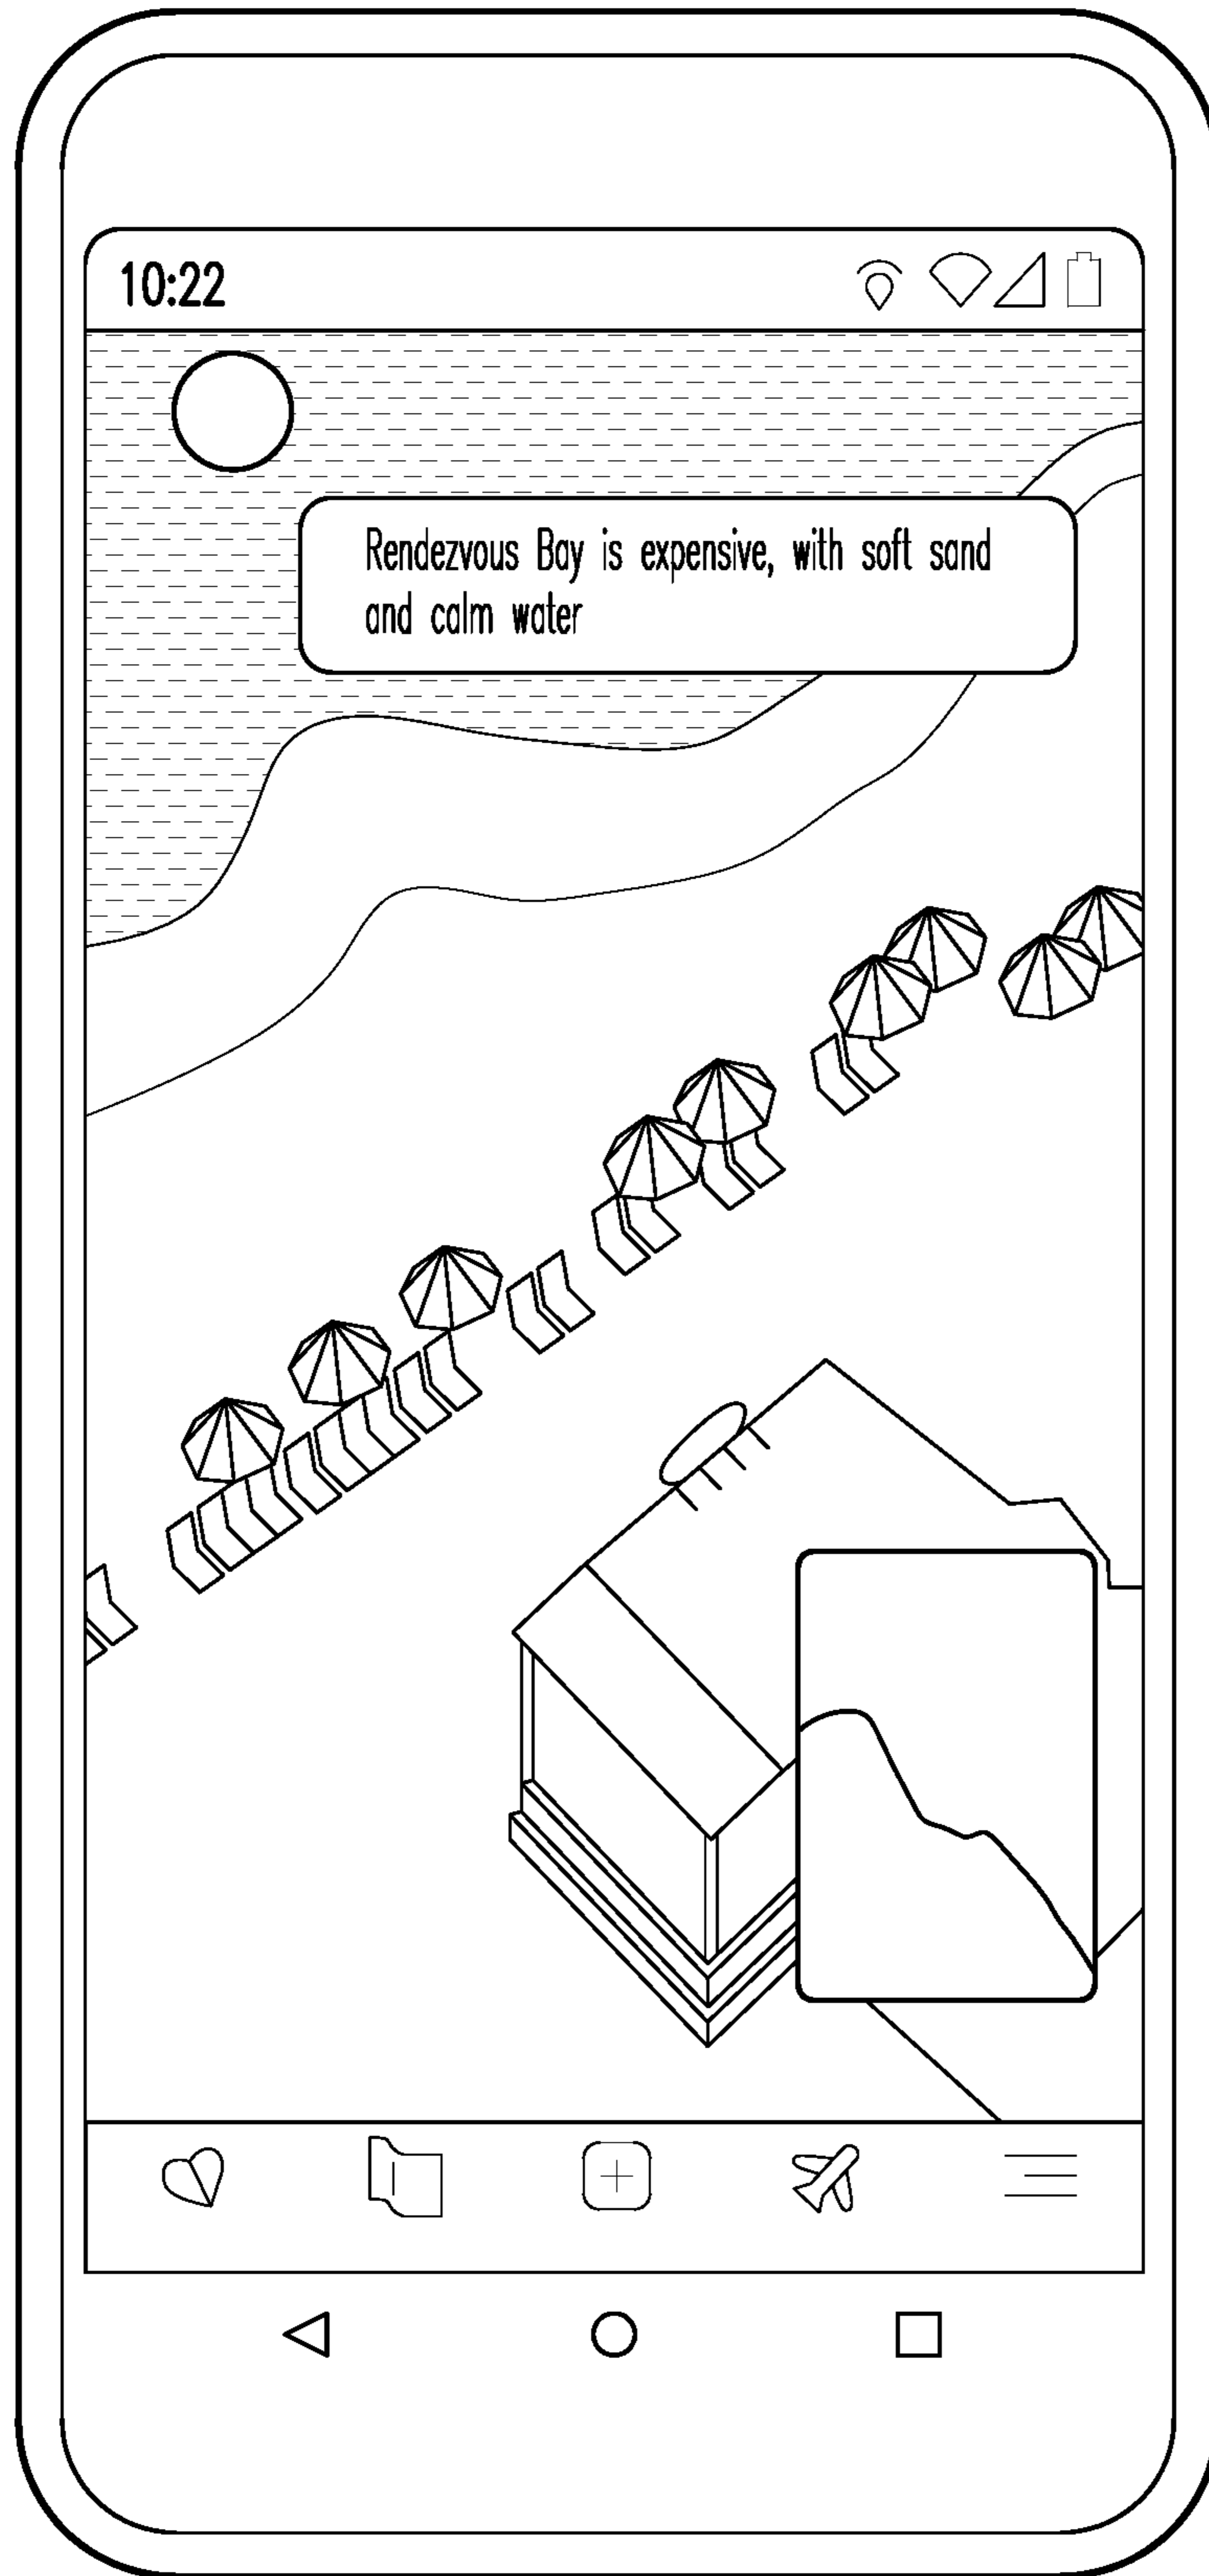 10:22
Rendezvous Bay is expensive, with soft sand
and calm water